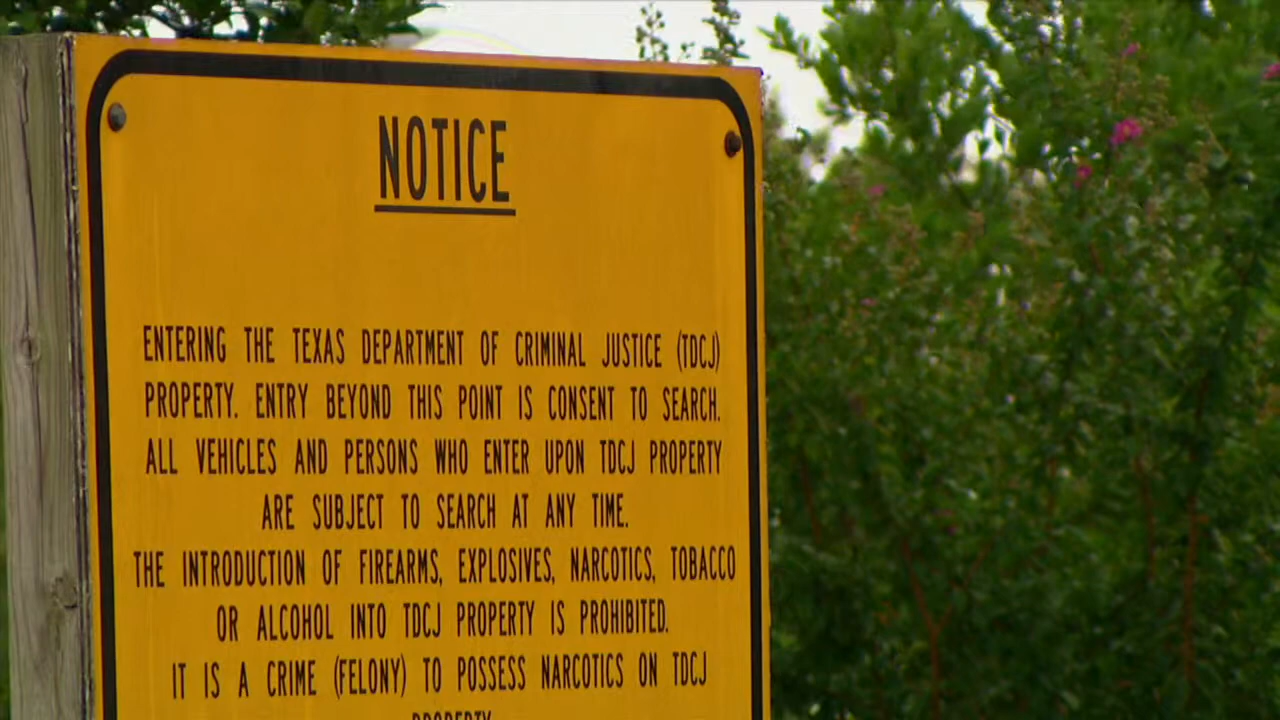 NOTICE
ENTERING THE TEXAS DEPARTMENT OF CRIMINAL JUSTICE (TDCJ)
PROPERTY. ENTRY BEYOND THIS POINT IS CONSENT TO SEARCH.
ALL VEHICLES AND PERSONS WHO ENTER UPON TDCJ PROPERTY
ARE SUBJECT TO SEARCH AT ANY TIME.
THE INTRODUCTION OF FIREARMS, EXPLOSIVES, NARCOTICS, TOBACCO
OR ALCOHOL INTO TDCJ PROPERTY IS PROHIBITED.
IT IS A CRIME (FELONY) TO POSSESS NARCOTICS ON TDCJ
PROPERTY